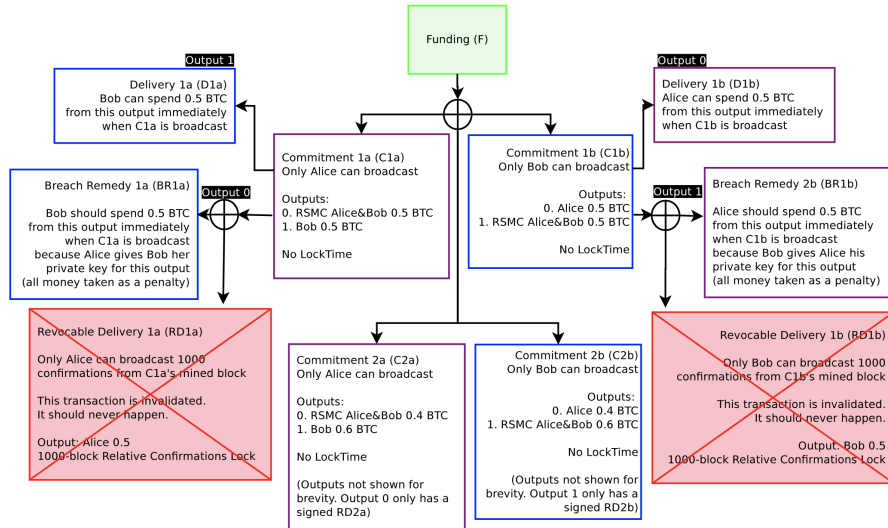 Funding (F)
Output 1
Delivery 1a (D1a)
Bob can spend 0.5 BTC
from this output immediately
when C1a is broadcast
Output 0
Delivery 1b (D1b)
Alice can spend 0.5 BTC
from this output immediately
when C1b is broadcast
Commitment 1a (C1a)
Only Alice can broadcast
Outputs:
0. RSMC Alice&Bob 0.5 BTC
1. Bob 0.5 BTC
No LockTime
Commitment 1b (C1b)
Only Bob can broadcast
Outputs:
0. Alice 0.5 BTC
1. RSMC Alice&Bob 0.5 BTC
No LockTime
Breach Remedy 1a (BR1a)
Bob should spend 0.5 BTC
from this output immediately
when C1a is broadcast
because Alice gives Bob her
private key for this output
(all money taken as a penalty)
Output 0
Output 1
Breach Remedy 2b (BR1b)
Alice should spend 0.5 BTC
from this output immediately
when C1b is broadcast
because Bob gives Alice his
private key for this output
(all money taken as a penalty)
Revocable Delivery 1a (RD1a)
Only Alice can broadcast 1000
confirmations from C1a's mined block
This transaction is invalidated.
It should never happen.
Output: Alice 0.5
1000-block Relative Confirmations Lock
Commitment 2a (C2a)
Only Alice can broadcast
Outputs:
0. RSMC Alice&Bob 0.4 BTC
1. Bob 0.6 BTC
No LockTime
(Outputs not shown for
brevity. Output 0 only has a
signed RD2a)
Commitment 2b (C2b)
Only Bob can broadcast
Outputs:
0. Alice 0.4 BTC
1. RSMC Alice&Bob 0.6 BTC
No LockTime
(Outputs not shown for
brevity. Output 1 only has a
signed RD2b)
Revocable Delivery 1b (RD1b)
Only Bob can broadcast 1000
confirmations from C1b's mined block
This transaction is invalidated.
It should never happen.
Output: Bob 0.5
1000-block Relative Confirmations Lock